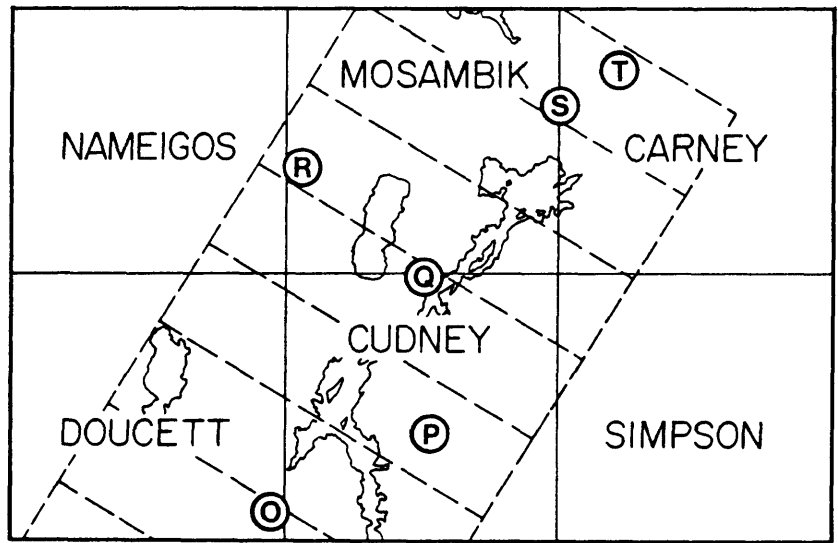 T
MOSAMBIK
S
NAMEIGOS
CARNEY
R
Q
CUDNEY
DOUCETT
P
SIMPSON
O